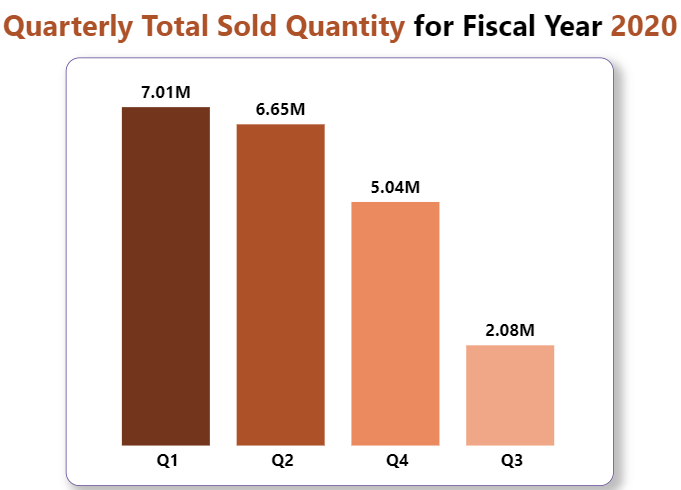 Quarterly Total Sold Quantity for Fiscal Year 2020
7.01M
6.65M
5.04M
2.08M
Q1 Q2 Q4 Q3